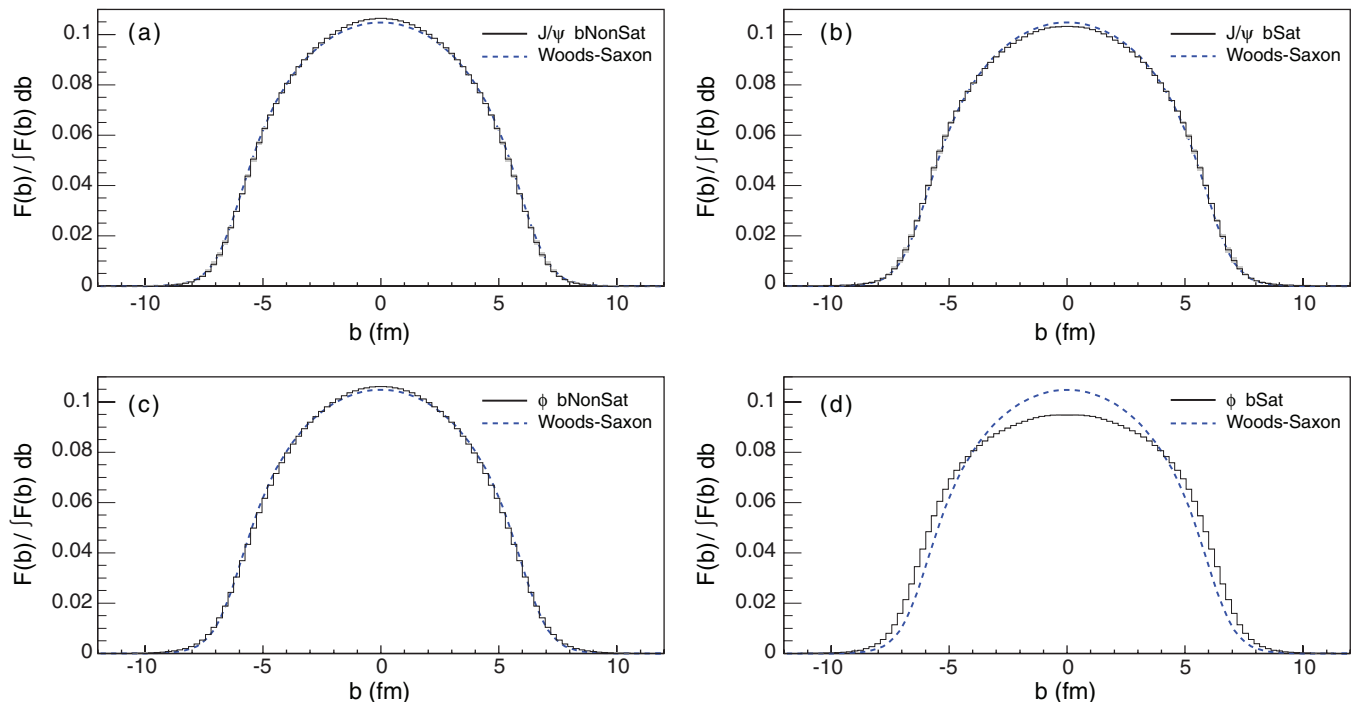 (a)
J/ψ bNonSat
Woods-Saxon
F(b)/∫F(b) db
0.1
0.08
0.06
0.04
0.02
0
-10 -5 0 5 10
b (fm)
(b)
J/ψ bSat
Woods-Saxon
F(b)/∫F(b) db
0.1
0.08
0.06
0.04
0.02
0
-10 -5 0 5 10
b (fm)
(c)
ϕ bNonSat
Woods-Saxon
F(b)/∫F(b) db
0.1
0.08
0.06
0.04
0.02
0
-10 -5 0 5 10
b (fm)
(d)
ϕ bSat
Woods-Saxon
F(b)/∫F(b) db
0.1
0.08
0.06
0.04
0.02
0
-10 -5 0 5 10
b (fm)